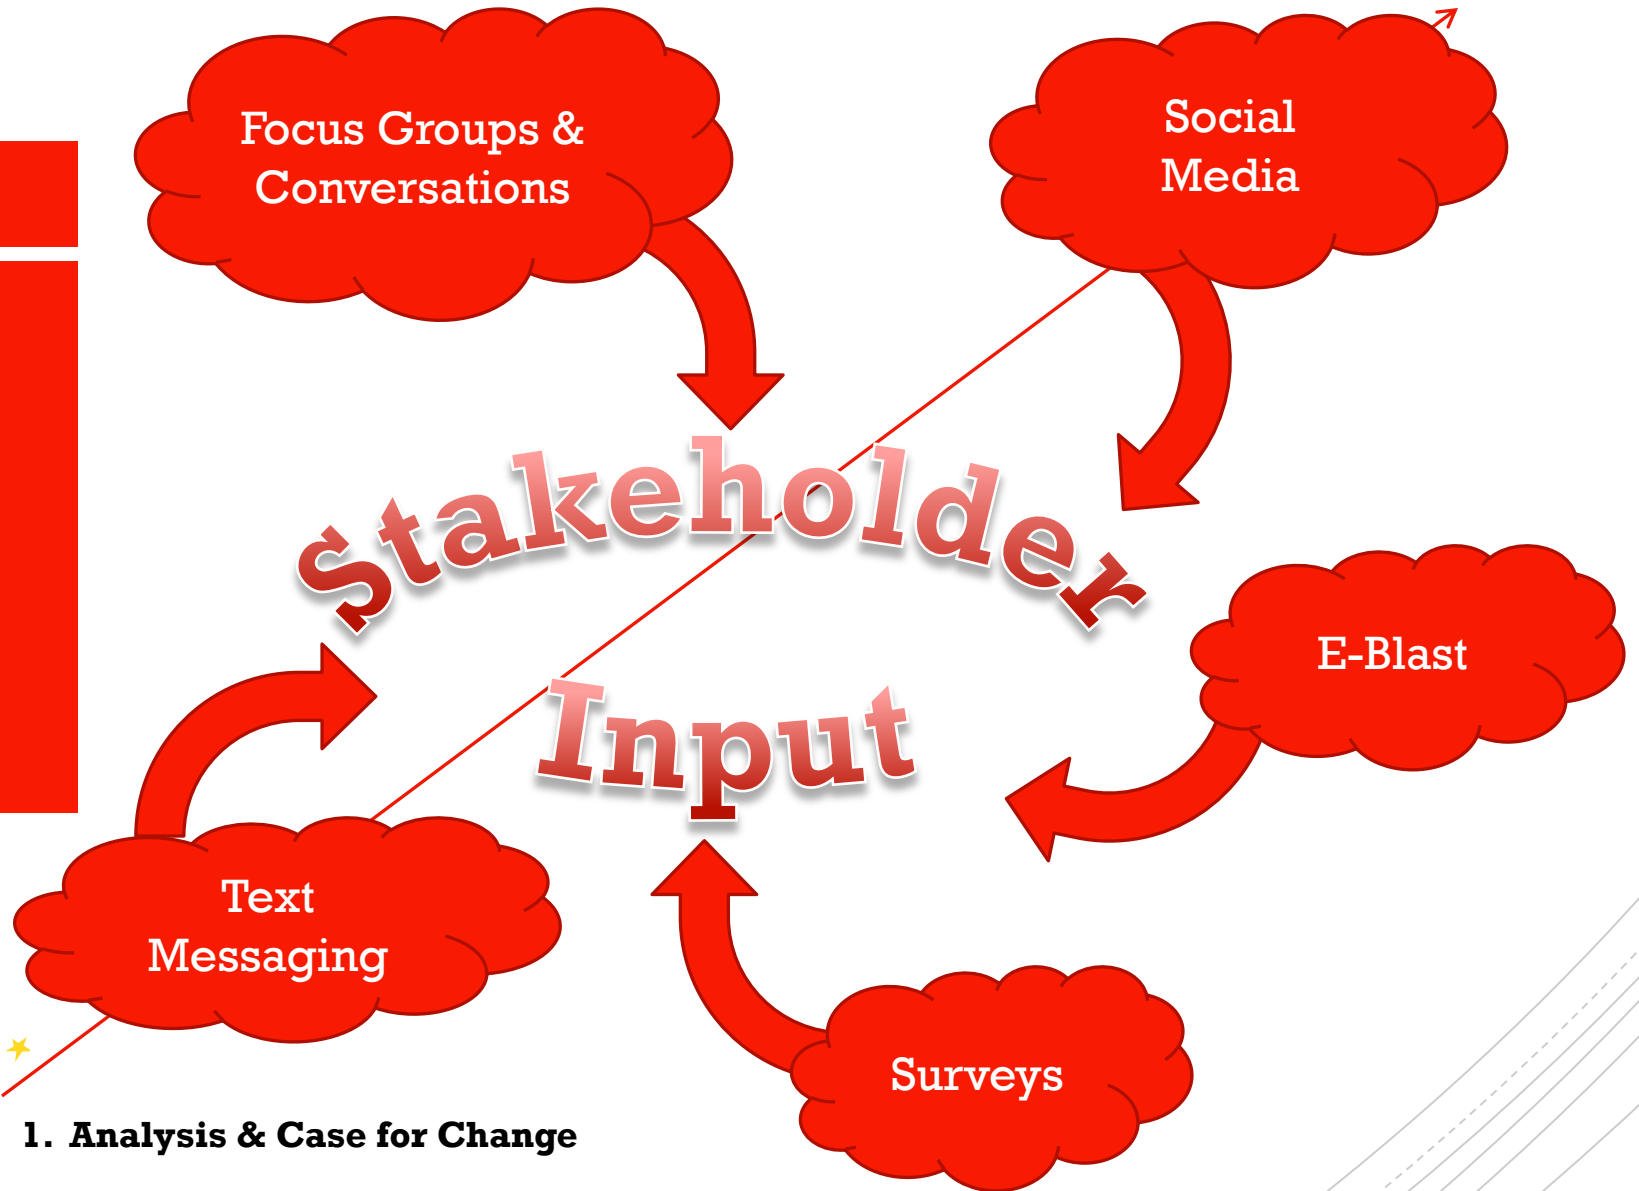 Focus Groups &
Conversations
Social
Media
Stakeholder
Input
E-Blast
Text
Messaging
Surveys
1. Analysis & Case for Change